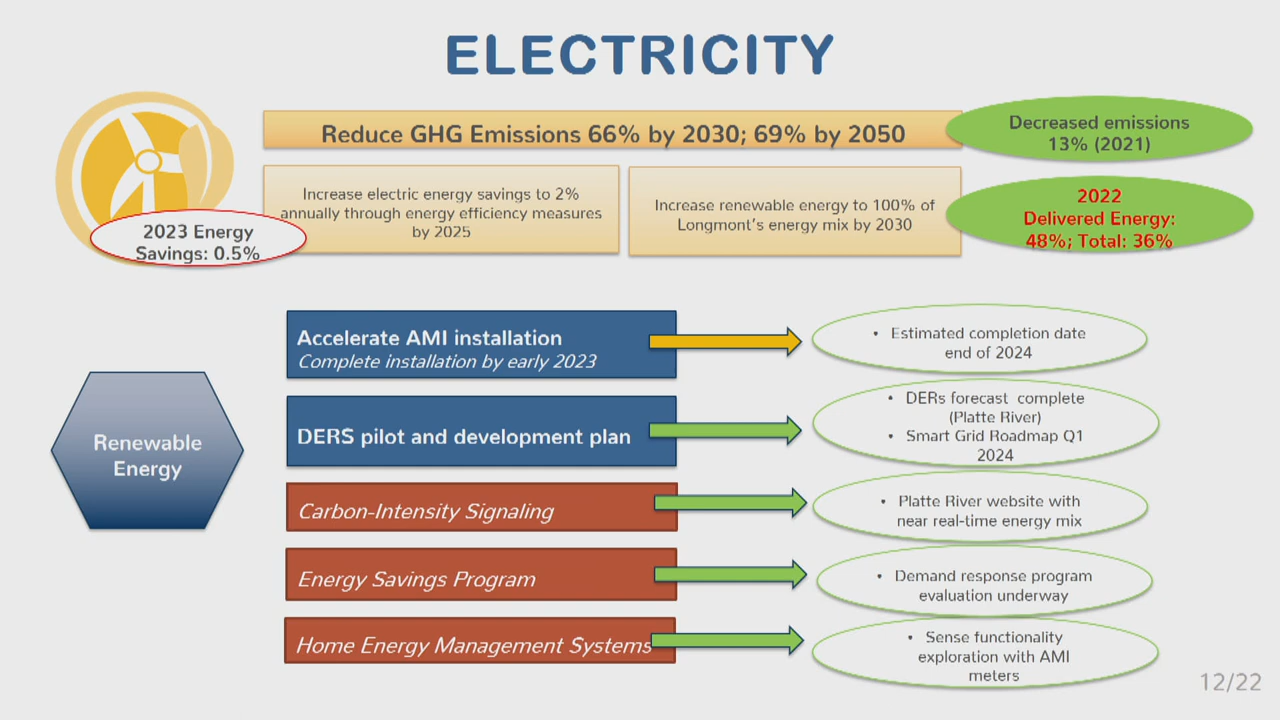 ELECTRICITY
Reduce GHG Emissions 66% by 2030; 69% by 2050
Decreased emissions
13% (2021)
Increase electric energy savings to 2%
annually through energy efficiency measures
by 2025
Increase renewable energy to 100% of
Longmont's energy mix by 2030
2022
Delivered Energy:
48%; Total: 36%
2023 Energy
Savings: 0.5%
Renewable
Energy
Accelerate AMI installation
Complete installation by early 2023
• Estimated completion date
end of 2024
DERS pilot and development plan
• DERs forecast complete
(Platte River)
• Smart Grid Roadmap Q1
2024
Carbon-Intensity Signaling
• Platte River website with
near real-time energy mix
Energy Savings Program
• Demand response program
evaluation underway
Home Energy Management Systems
• Sense functionality
exploration with AMI
meters
12/22